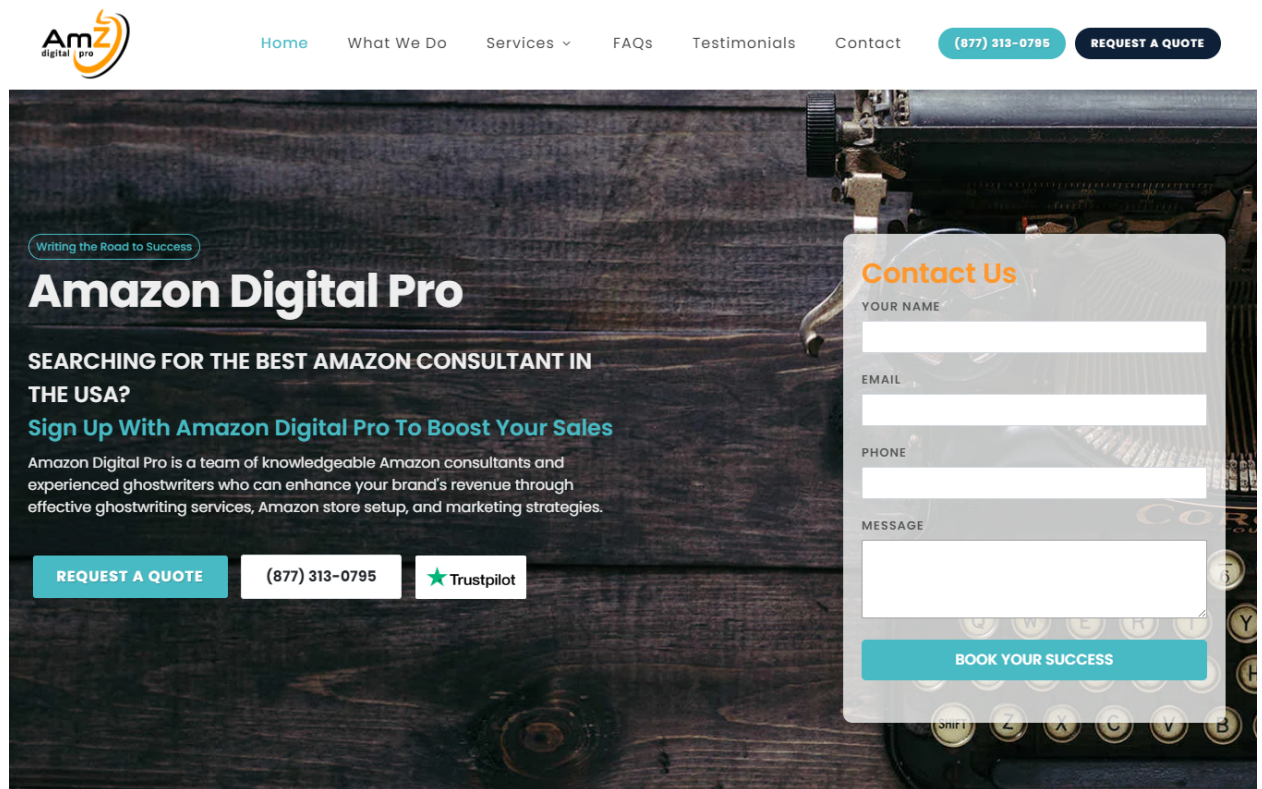 AmZ
digital pro
Home What We Do Services FAQs Testimonials Contact (877) 313-0795 REQUEST A QUOTE
Writing the Road to Success
Amazon Digital Pro
SEARCHING FOR THE BEST AMAZON CONSULTANT IN
THE USA?
Sign Up With Amazon Digital Pro To Boost Your Sales
Amazon Digital Pro is a team of knowledgeable Amazon consultants and
experienced ghostwriters who can enhance your brand's revenue through
effective ghostwriting services, Amazon store setup, and marketing strategies.
REQUEST A QUOTE (877) 313-0795 Trustpilot
Contact Us
YOUR NAME
EMAIL
PHONE
MESSAGE
BOOK YOUR SUCCESS
6
Q W E R T Y
H
SHIFT Z X C V B